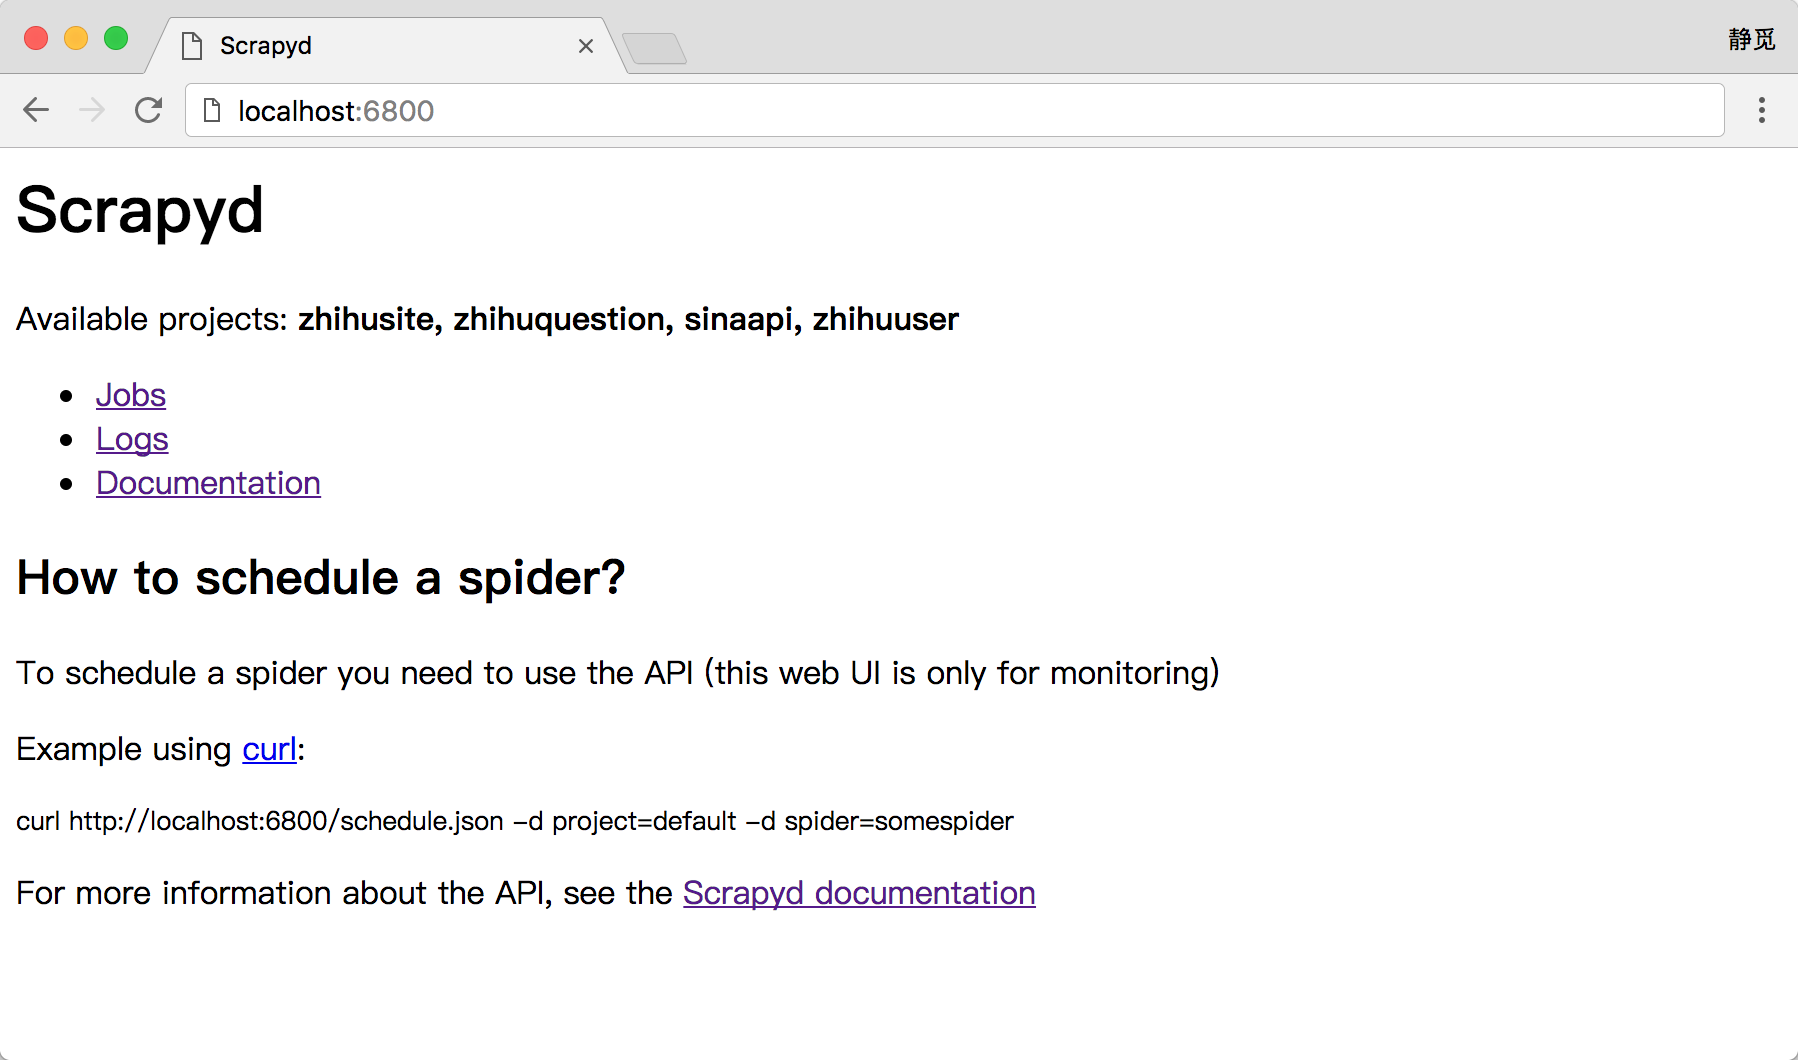 Scrapyd
静觅
localhost:6800
Scrapyd
Available projects: zhihusite, zhihuquestion, sinaapi, zhihuuser
Jobs
Logs
Documentation
How to schedule a spider?
To schedule a spider you need to use the API (this web UI is only for monitoring)
Example using curl:
curl http://localhost:6800/schedule.json -d project=default -d spider=somespider
For more information about the API, see the Scrapyd documentation